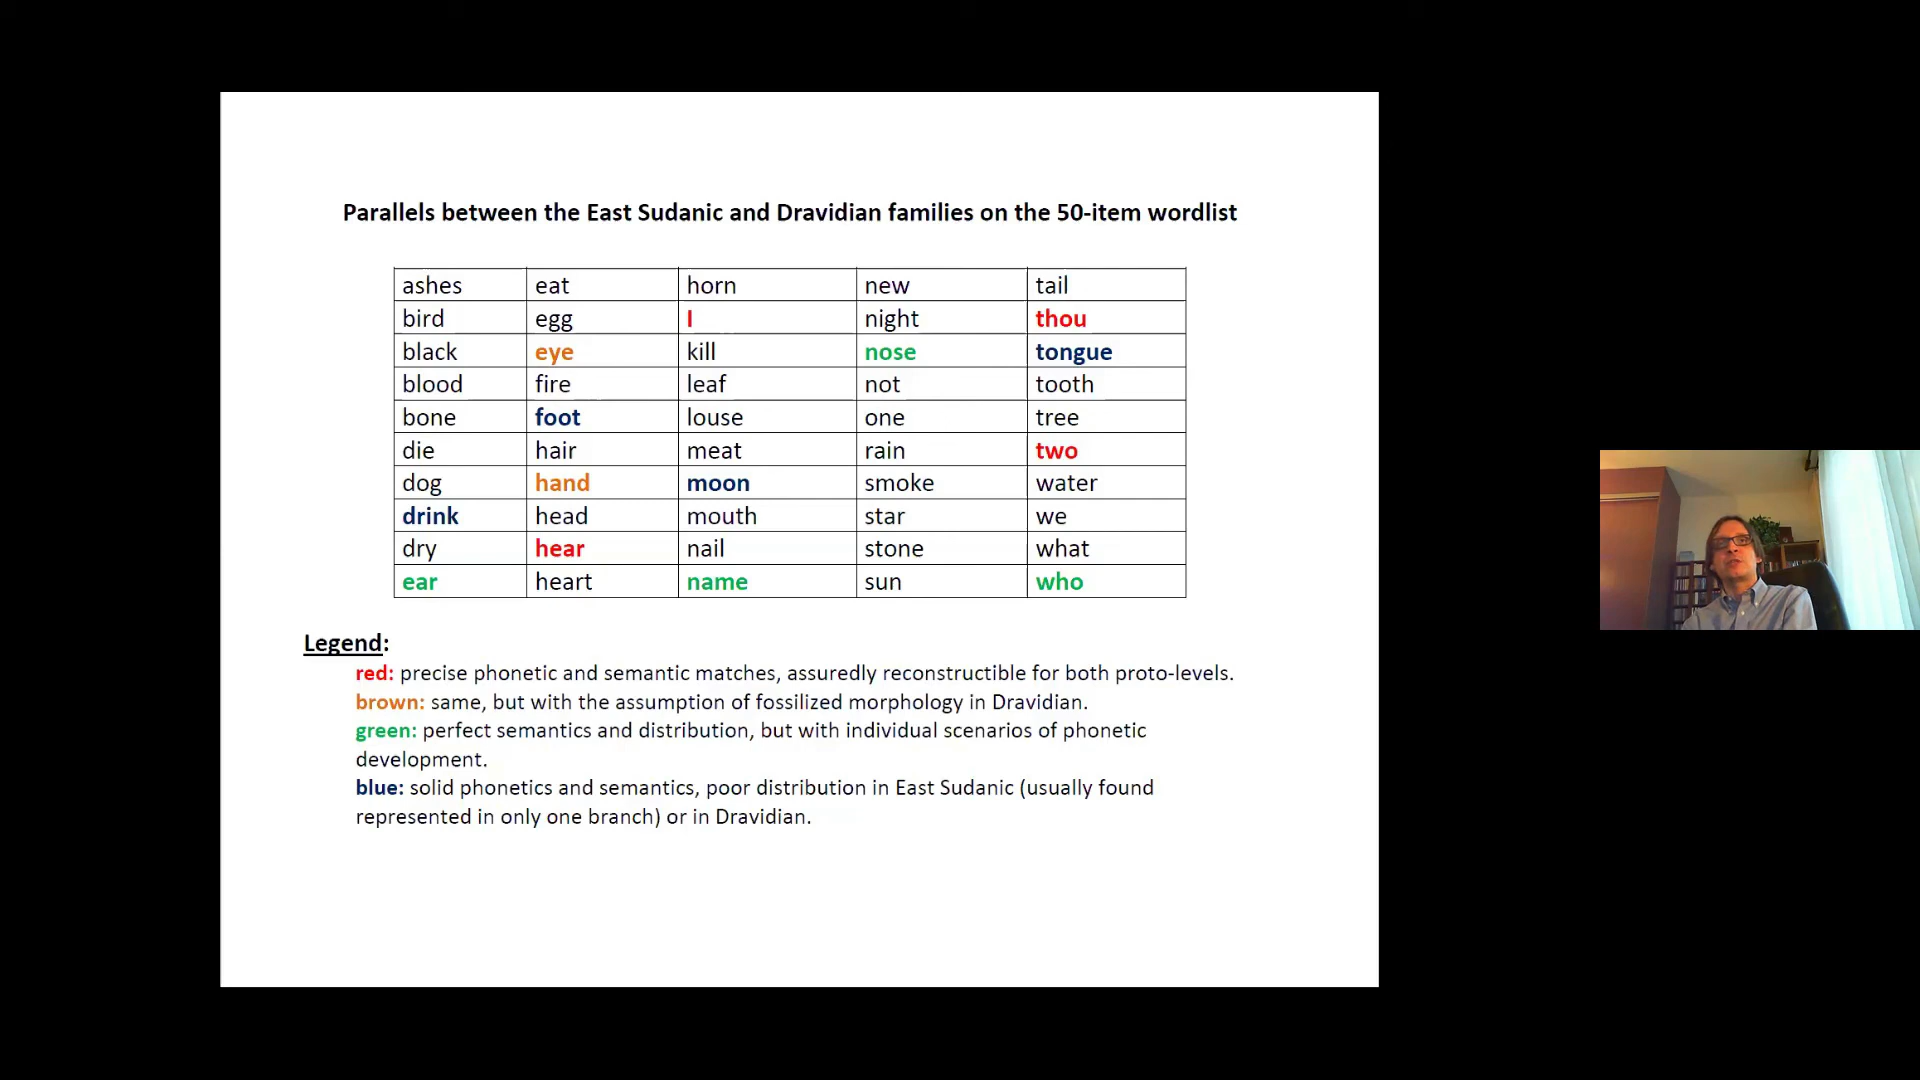 Parallels between the East Sudanic and Dravidian families on the 50-item wordlist
ashes eat horn new tail
bird egg I night thou
black eye kill nose tongue
blood fire leaf not tooth
bone foot louse one tree
die hair meat rain two
dog hand moon smoke water
drink head mouth star we
dry hear nail stone what
ear heart name sun who
Legend:
red: precise phonetic and semantic matches, assuredly reconstructible for both proto-levels.
brown: same, but with the assumption of fossilized morphology in Dravidian.
green: perfect semantics and distribution, but with individual scenarios of phonetic
development.
blue: solid phonetics and semantics, poor distribution in East Sudanic (usually found
represented in only one branch) or in Dravidian.